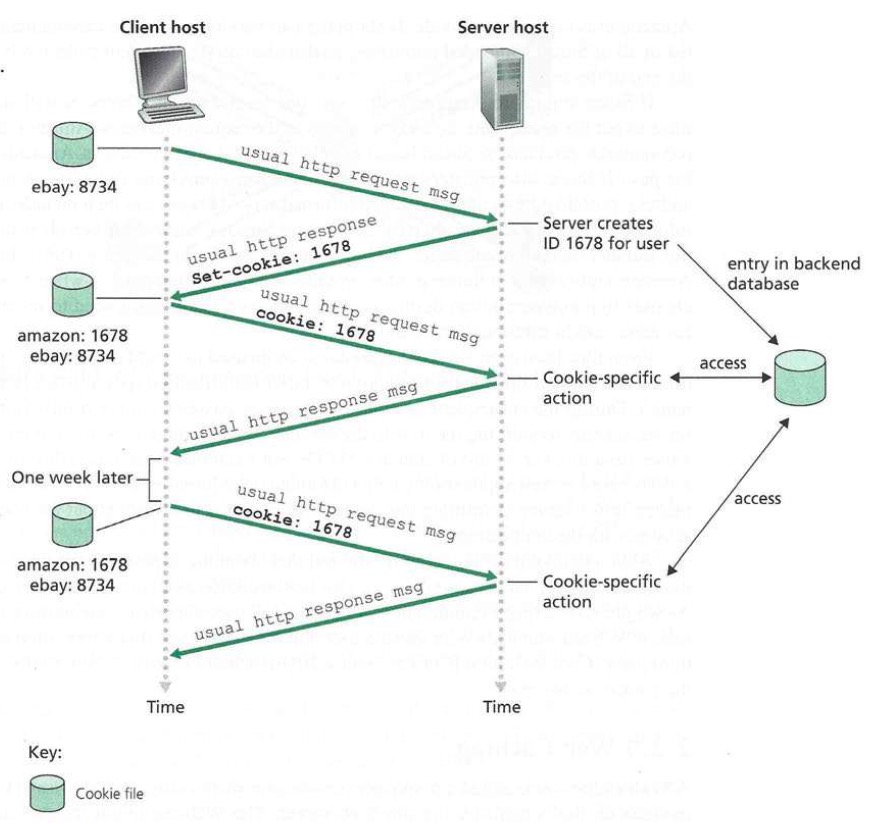 Client host
Server host
ebay: 8734
usual http request msg
Server creates
ID 1678 for user
usual http response
Set-cookie: 1678
entry in backend
database
amazon: 1678
ebay: 8734
usual http request msg
cookie: 1678
Cookie-specific
action
access
usual http response msg
One week later
access
usual http request msg
cookie: 1678
amazon: 1678
ebay: 8734
Cookie-specific
action
usual http response msg
Time
Time
Key:
Cookie file